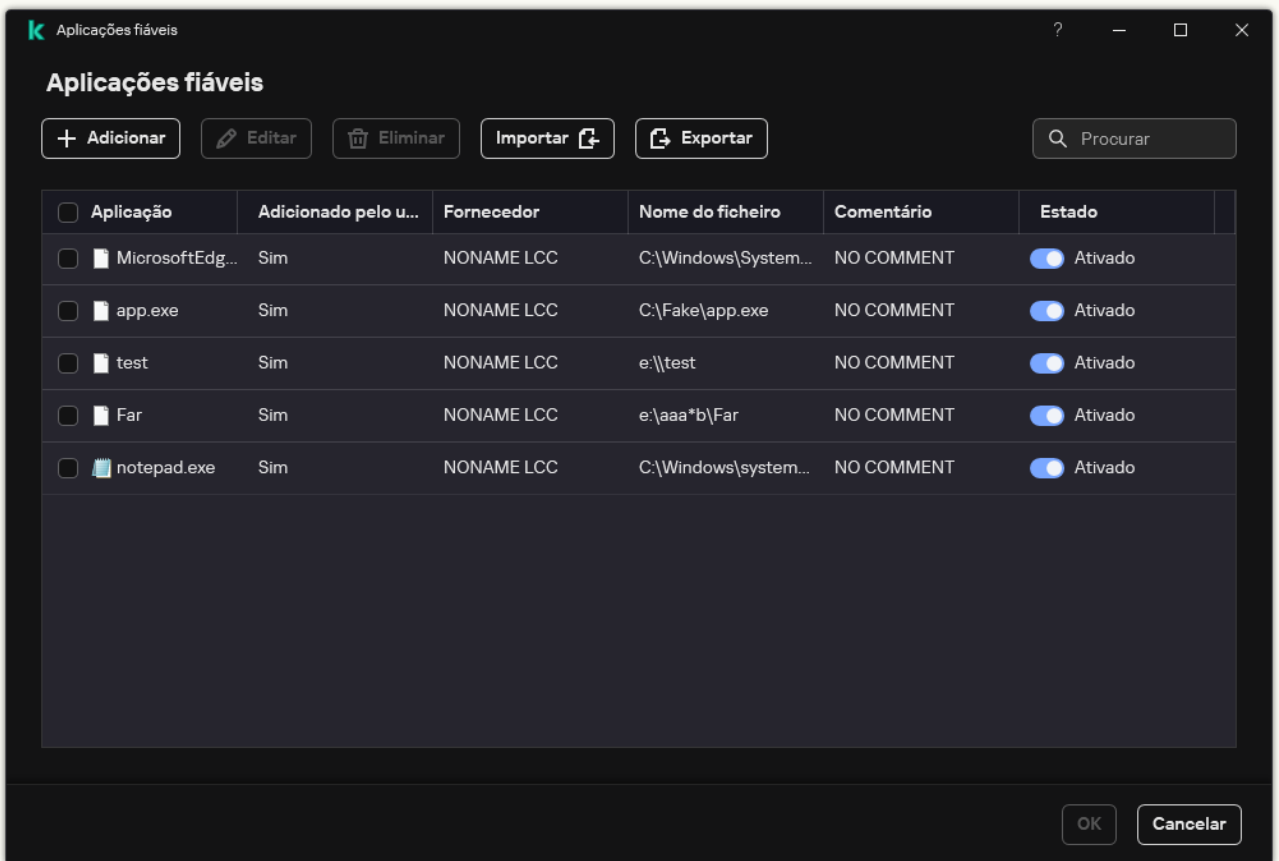 Aplicações fiáveis
Aplicações fiáveis
Adicionar Editar Eliminar Importar Exportar Procurar
Aplicação Adicionado pelo u... Fornecedor Nome do ficheiro Comentário Estado
MicrosoftEdg... Sim NONAME LCC C:\Windows\System... NO COMMENT Ativado
app.exe Sim NONAME LCC C:\Fake\app.exe NO COMMENT Ativado
test Sim NONAME LCC e:\\test NO COMMENT Ativado
Far Sim NONAME LCC e:\aaa*b\Far NO COMMENT Ativado
notepad.exe Sim NONAME LCC C:\Windows\system... NO COMMENT Ativado
OK Cancelar